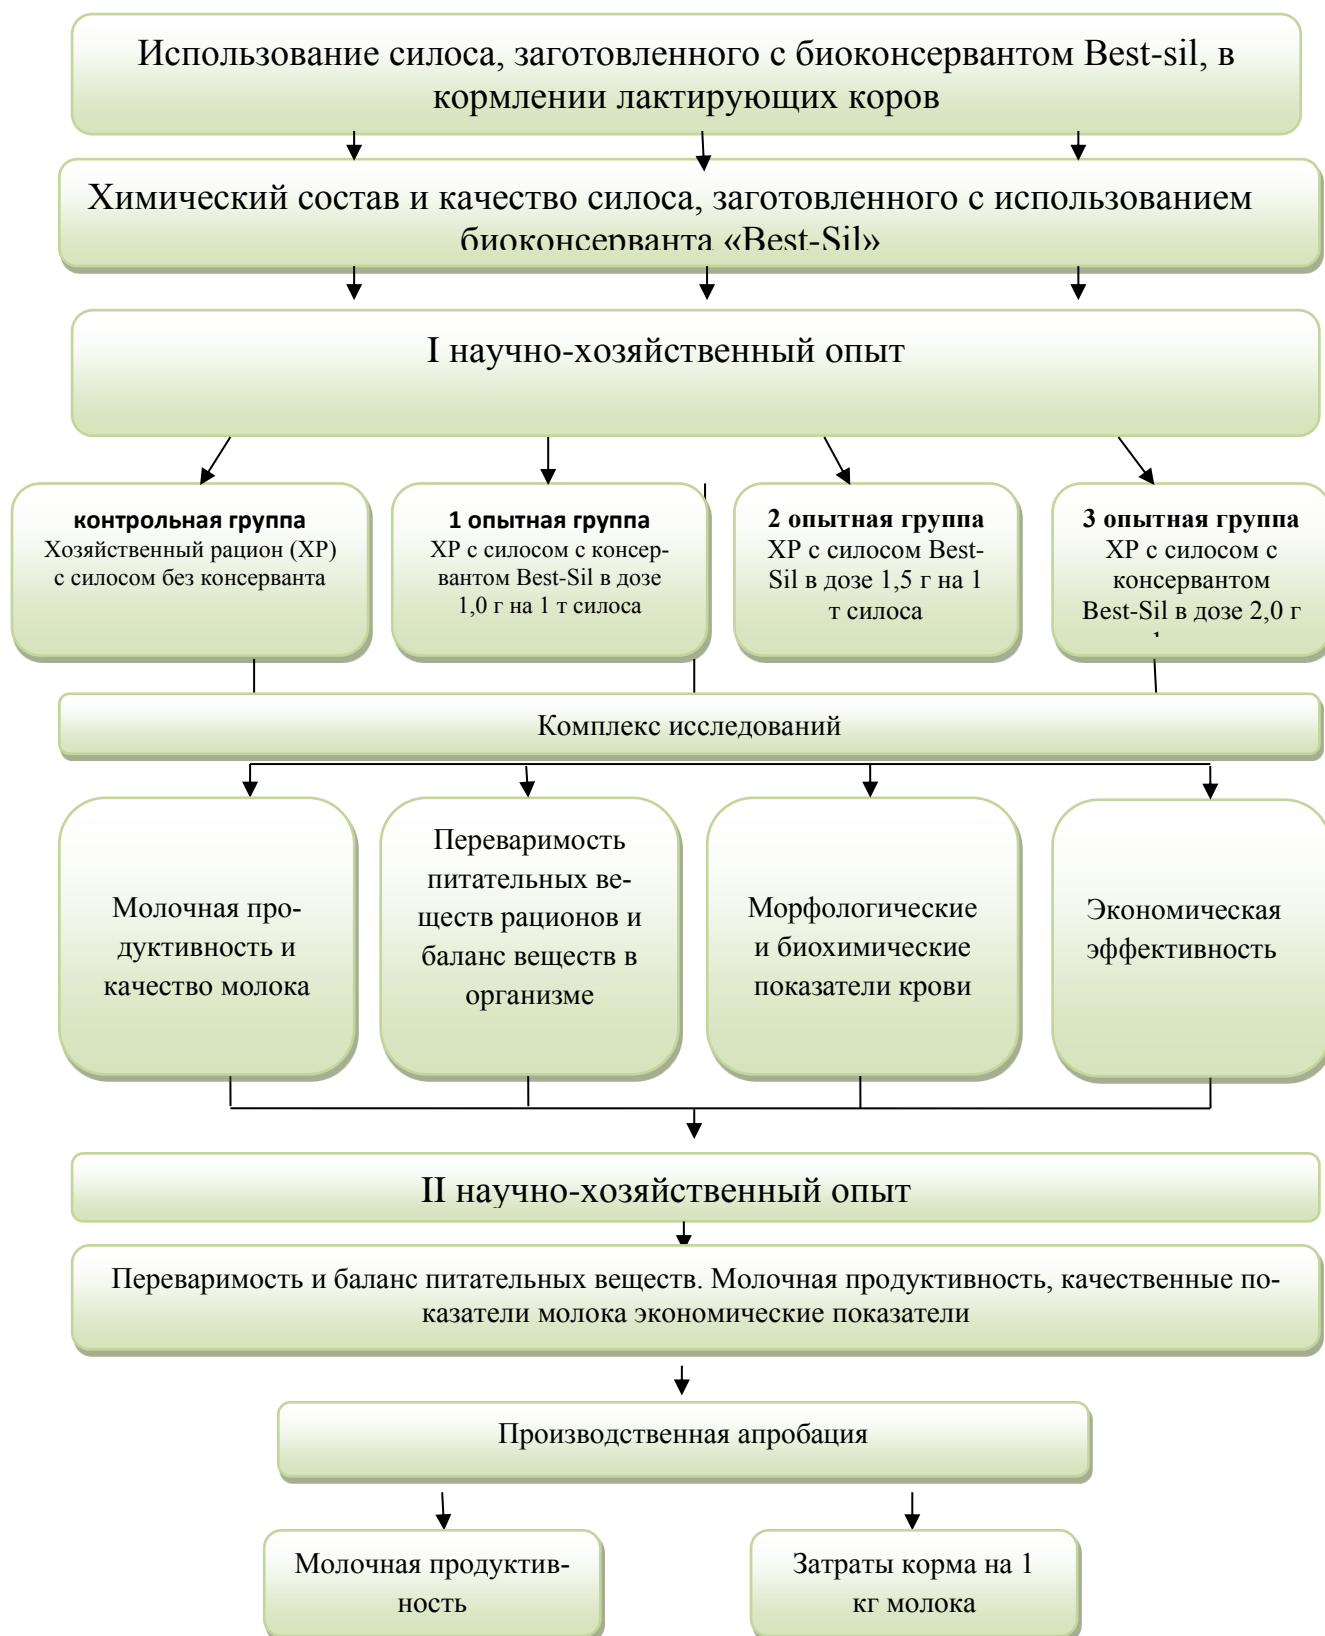 Использование силоса, заготовленного с биоконсервантом Best-sil, в
кормлении лактирующих коров
Химический состав и качество силоса, заготовленного с использованием
биоконсерванта «Best-Sil»
I научно-хозяйственный опыт
контрольная группа
Хозяйственный рацион (ХР)
с силосом без консерванта
1 опытная группа
ХР с силосом с консер-
вантом Best-Sil в дозе
1,0 г на 1 т силоса
2 опытная группа
ХР с силосом Best-
Sil в дозе 1,5 г на 1
т силоса
3 опытная группа
ХР с силосом с
консервантом
Best-Sil в дозе 2,0 г
Комплекс исследований
Молочная про-
дуктивность и
качество молока
Переваримость
питательных ве-
ществ рационов и
баланс веществ в
организме
Морфологические
и биохимические
показатели крови
Экономическая
эффективность
II научно-хозяйственный опыт
Переваримость и баланс питательных веществ. Молочная продуктивность, качественные по-
казатели молока экономические показатели
Производственная апробация
Молочная продуктив-
ность
Затраты корма на 1
кг молока